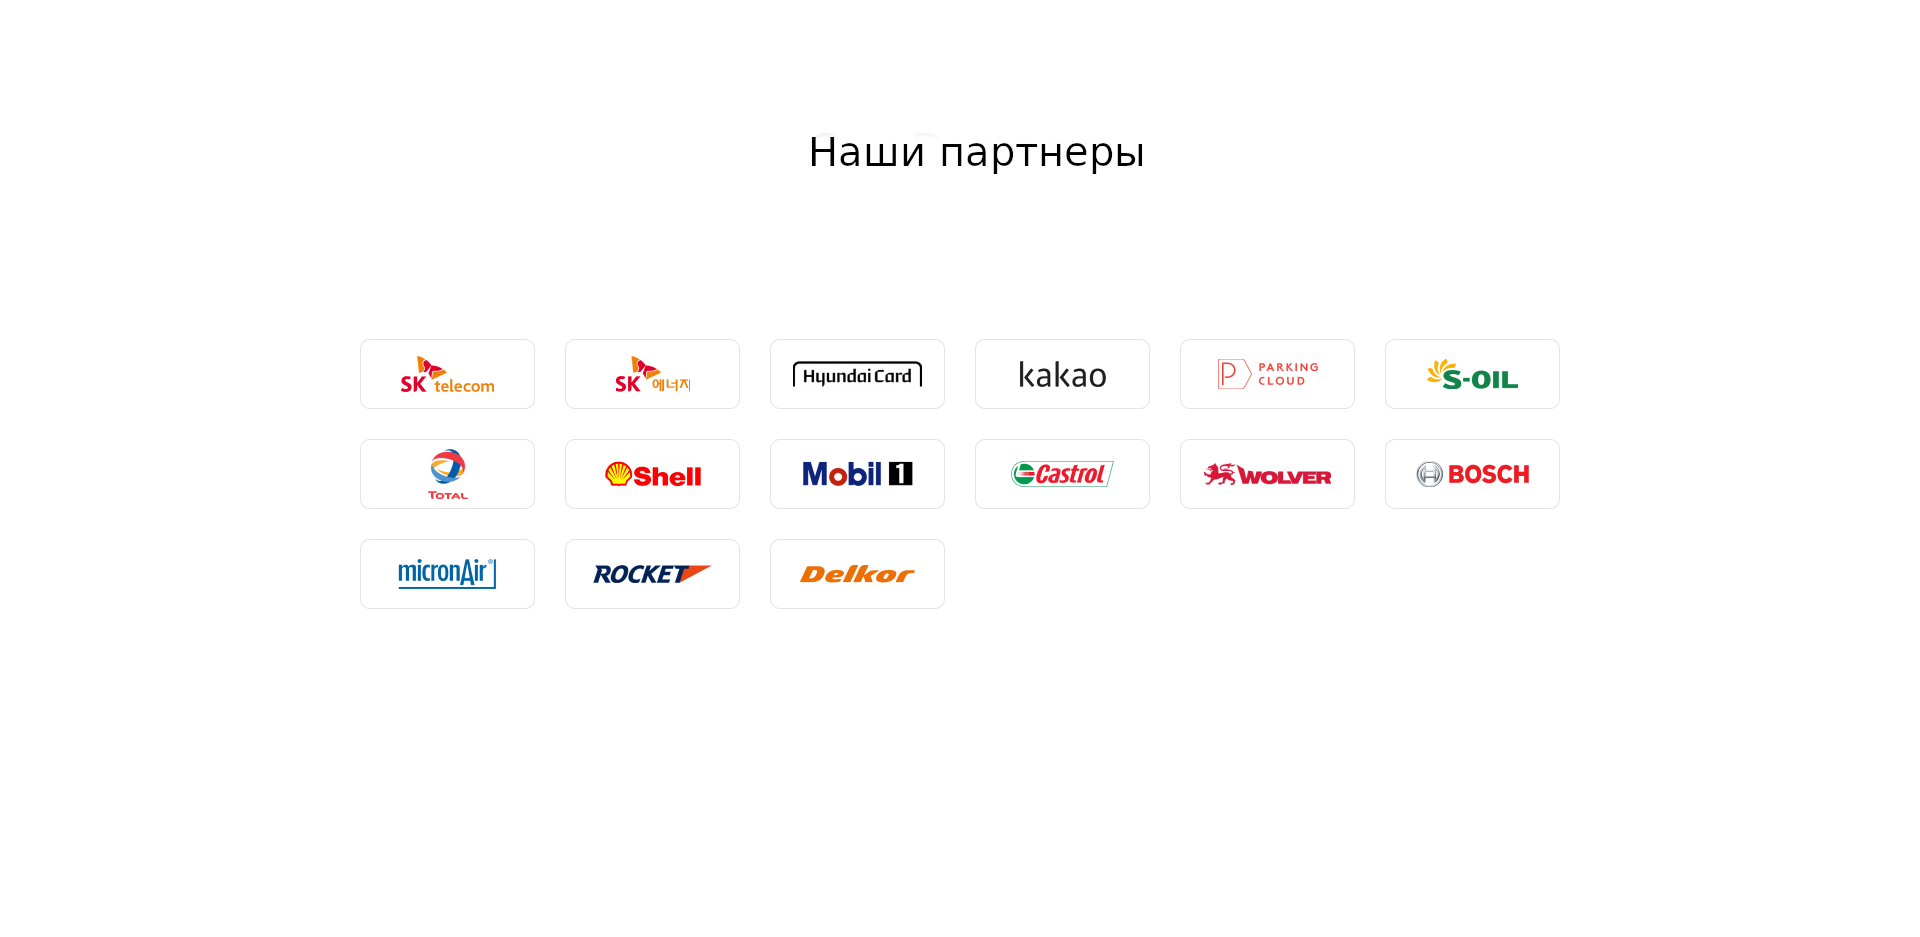 Наши партнеры
SK telecom
SK 에너지
Hyundai Card
kakao
PARKING
CLOUD
S-OIL
TOTAL
Shell
Mobil 1
Castrol
WOLVER
BOSCH
micronAir®
ROCKET
Delkor